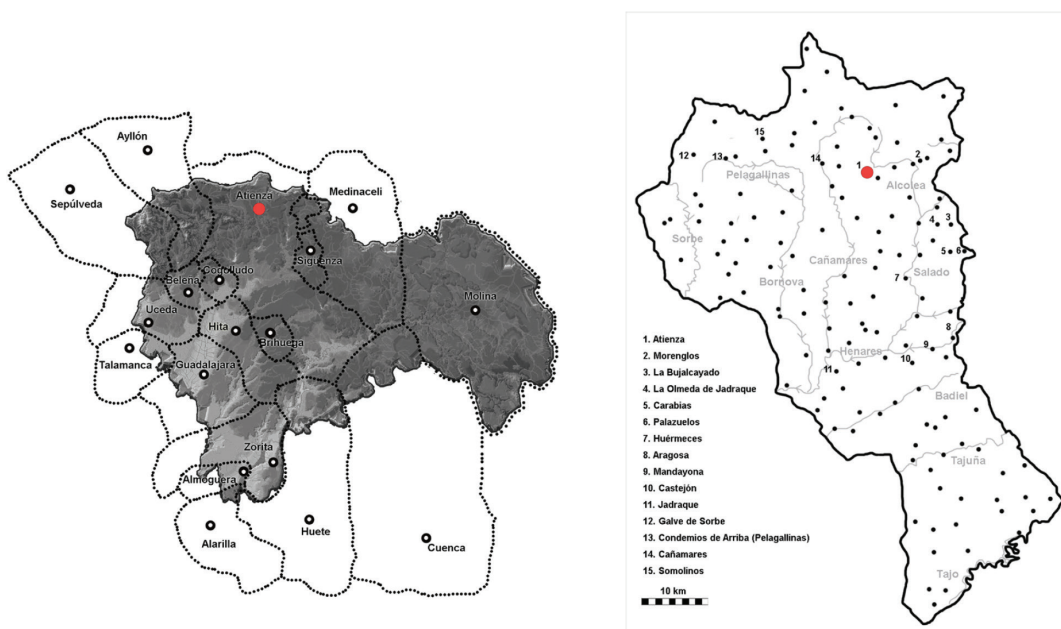 Ayllón
Sepúlveda
Medinaceli
Atienza
Sigüenza
Cogolludo
Beleña
Molina
Uceda
Hita
Brihuega
Talamanca
Guadalajara
Zorita
Almoguera
Alarilla
Huete
Cuenca
15
12
13
14
1
2
Pelagallinas
Alcolea
4
3
Sorbe
5
6
Cañamares
Salado
7
Bornova
8
Henares
9
10
11
Badiel
Tajuña
Tajo
1. Atienza
2. Morenglos
3. La Bujalcayado
4. La Olmeda de Jadraque
5. Carabias
6. Palazuelos
7. Huérmeces
8. Aragosa
9. Mandayona
10. Castejón
11. Jadraque
12. Galve de Sorbe
13. Condemios de Arriba (Pelagallinas)
14. Cañamares
15. Somolinos
10 km